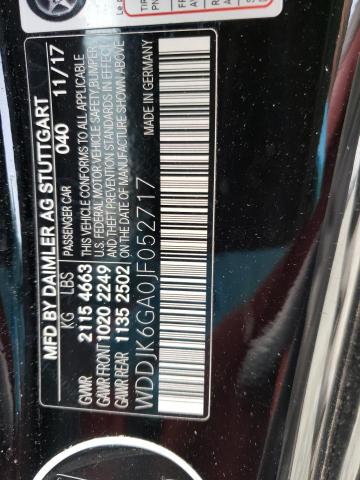 MFD BY DAIMLER AG STUTTGART
KG LBS PASSENGER CAR 040 11/17
GVWR 2115 4663 THIS VEHICLE CONFORMS TO ALL APPLICABLE
GAWR FRONT 1020 2249 U.S. FEDERAL MOTOR VEHICLE SAFETY, BUMPER,
GAWR REAR 1135 2502 AND THEFT PREVENTION STANDARDS IN EFFECT
ON THE DATE OF MANUFACTURE SHOWN ABOVE
MADE IN GERMANY
WDDJK6GA0JF052717